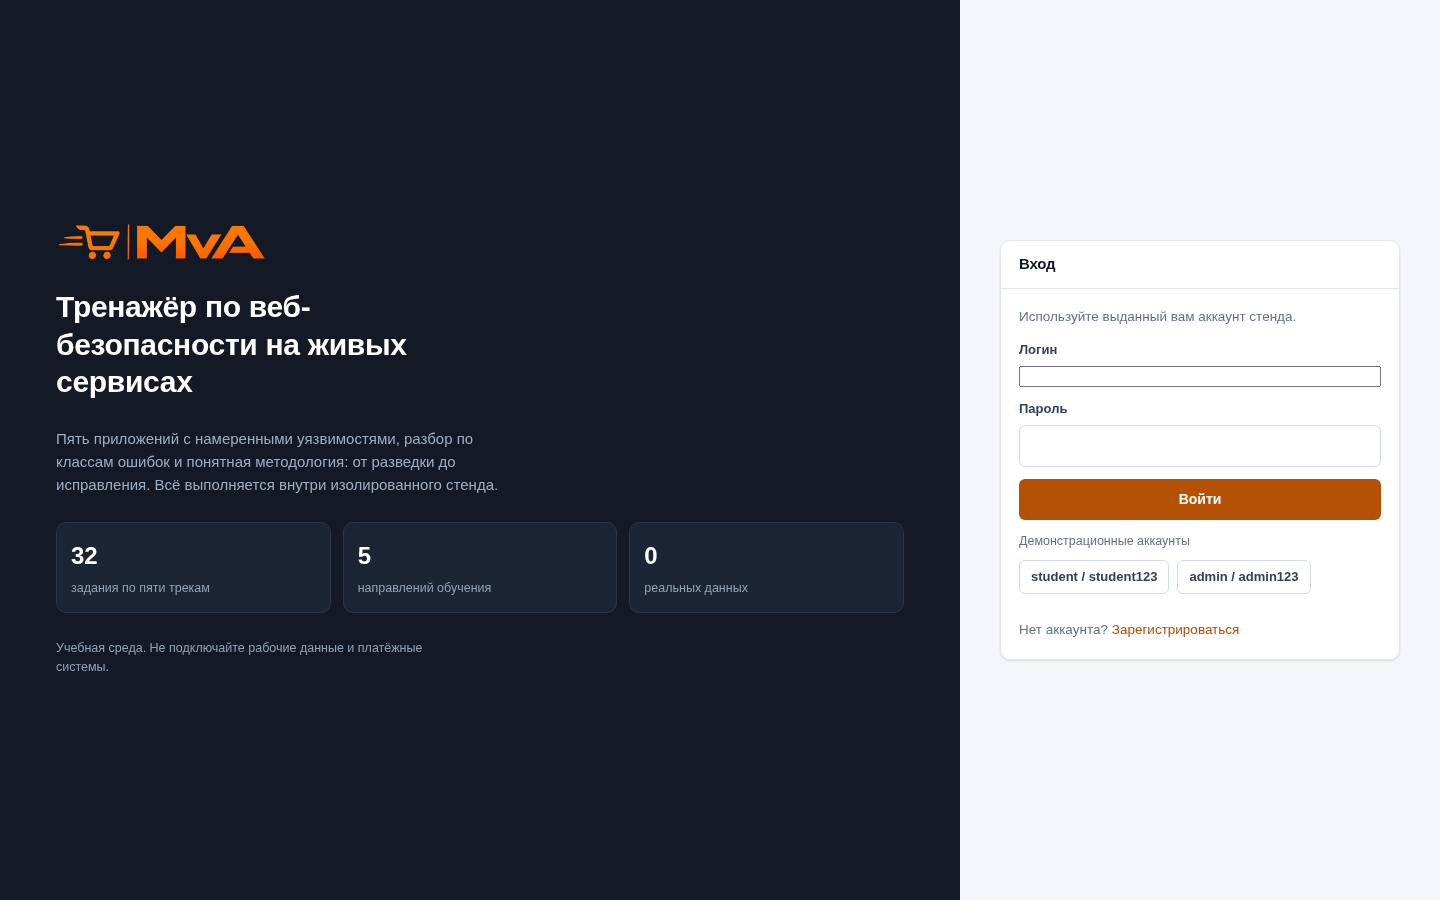 MvA
Тренажёр по веб-
безопасности на живых
сервисах
Пять приложений с намеренными уязвимостями, разбор по
классам ошибок и понятная методология: от разведки до
исправления. Всё выполняется внутри изолированного стенда.
32
задания по пяти трекам
5
направлений обучения
0
реальных данных
Учебная среда. Не подключайте рабочие данные и платёжные
системы.
Вход
Используйте выданный вам аккаунт стенда.
Логин
Пароль
Войти
Демонстрационные аккаунты
student / student123
admin / admin123
Нет аккаунта? Зарегистрироваться